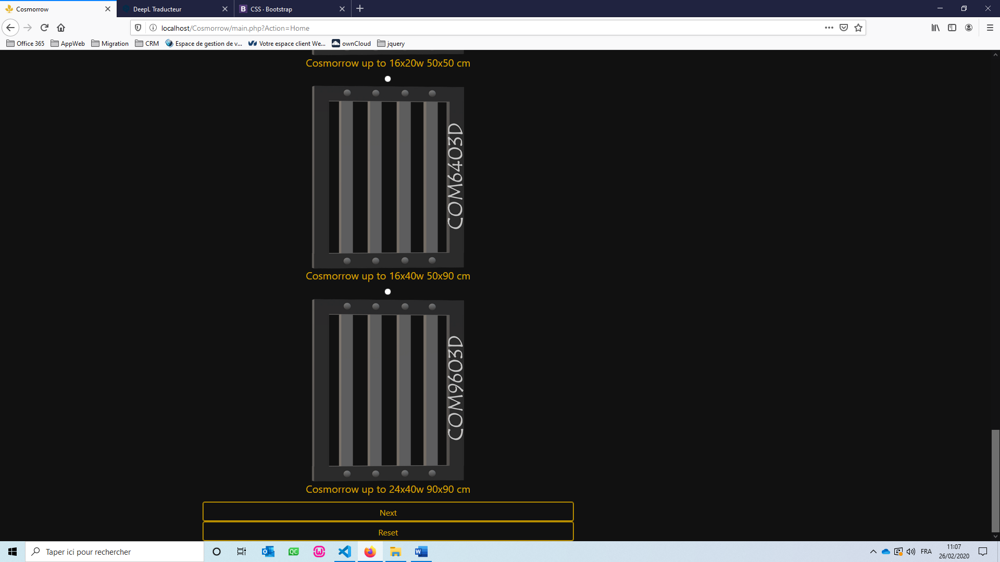 Cosmorrow
DeepL Traducteur
CSS · Bootstrap
localhost/Cosmorrow/main.php?Action=Home
Office 365
AppWeb
Migration
CRM
Espace de gestion de v...
Votre espace client We...
ownCloud
jquery
Cosmorrow up to 16x20w 50x50 cm
COM6403D
Cosmorrow up to 16x40w 50x90 cm
COM9603D
Cosmorrow up to 24x40w 90x90 cm
Next
Reset
Taper ici pour rechercher
QC
FRA
11:07
26/02/2020